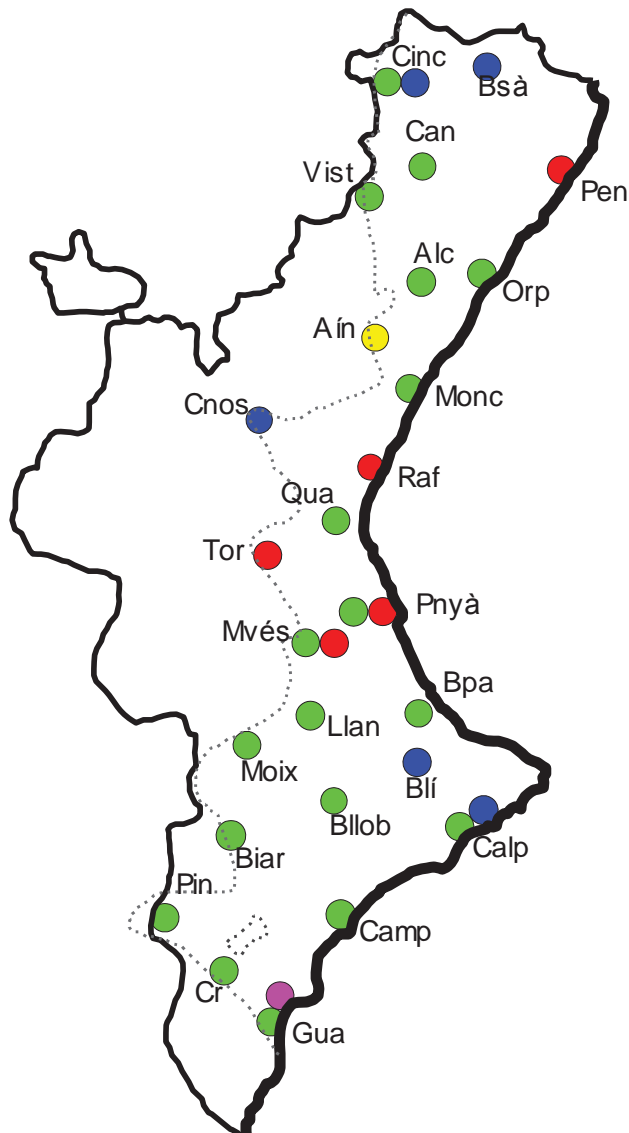 Cinc
Bsà
Can
Vist
Pen
Alc
Orp
Aín
Monc
Cnos
Raf
Qua
Tor
Pnyà
Mvés
Bpa
Llan
Moix
Blí
Bllob
Calp
Biar
Pin
Camp
Cr
Gua